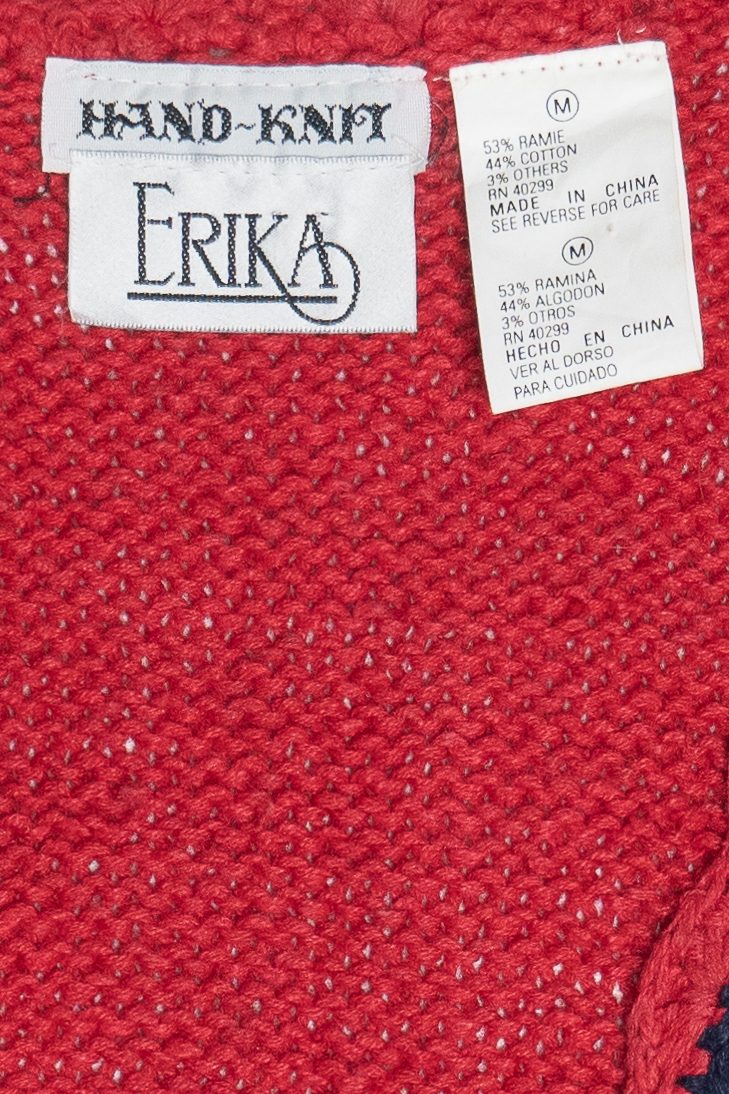 HAND-KNIT
ERIKA
M
53% RAMIE
44% COTTON
3% OTHERS
RN 40299
MADE IN CHINA
SEE REVERSE FOR CARE
M
53% RAMINA
44% ALGODON
3% OTROS
RN 40299
HECHO EN CHINA
VER AL DORSO
PARA CUIDADO